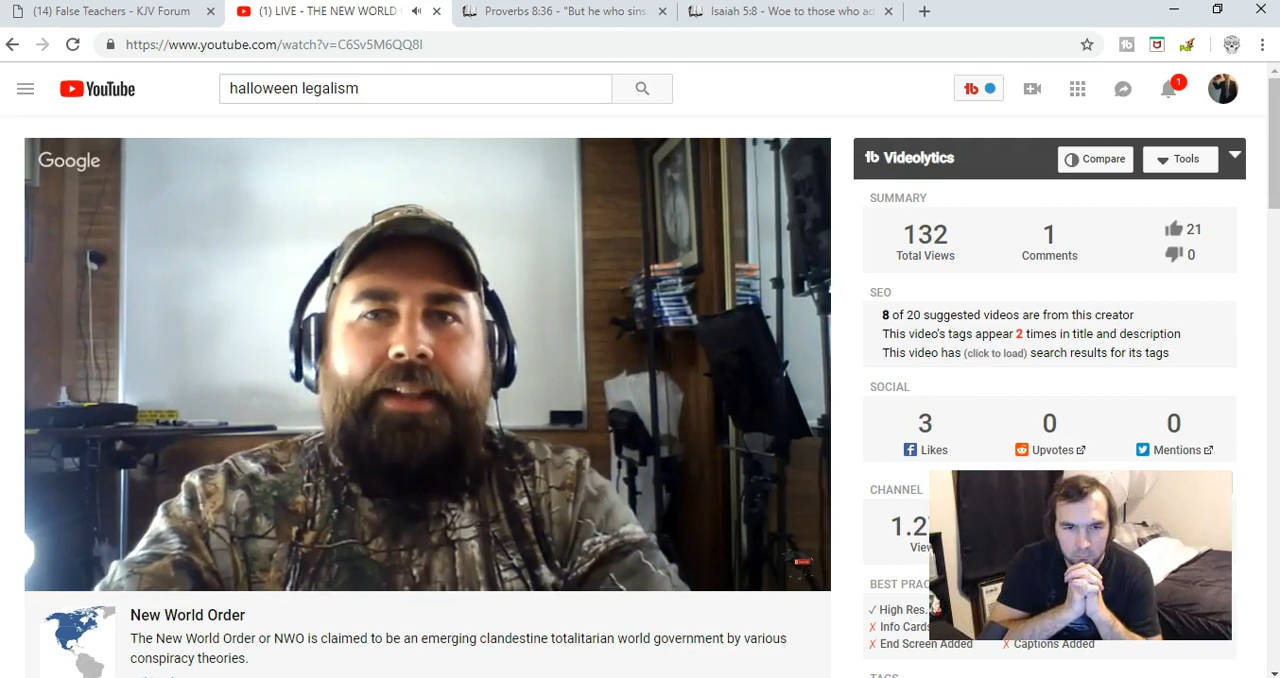 (14) False Teachers - KJV Forum
(1) LIVE - THE NEW WORLD
Proverbs 8:36 - "But he who sins
Isaiah 5:8 - Woe to those who ad
https://www.youtube.com/watch?v=C6Sv5M6QQ8I
YouTube
halloween legalism
1
Google
Videolytics
Compare
Tools
SUMMARY
132
Total Views
1
Comments
21
0
SEO
8 of 20 suggested videos are from this creator
This video's tags appear 2 times in title and description
This video has (click to load) search results for its tags
SOCIAL
3
Likes
0
Upvotes
0
Mentions
CHANNEL
BEST PRAC
✓ High Res.
✗ Info Cards
✗ End Screen Added
✗ Captions Added
New World Order
The New World Order or NWO is claimed to be an emerging clandestine totalitarian world government by various
conspiracy theories.